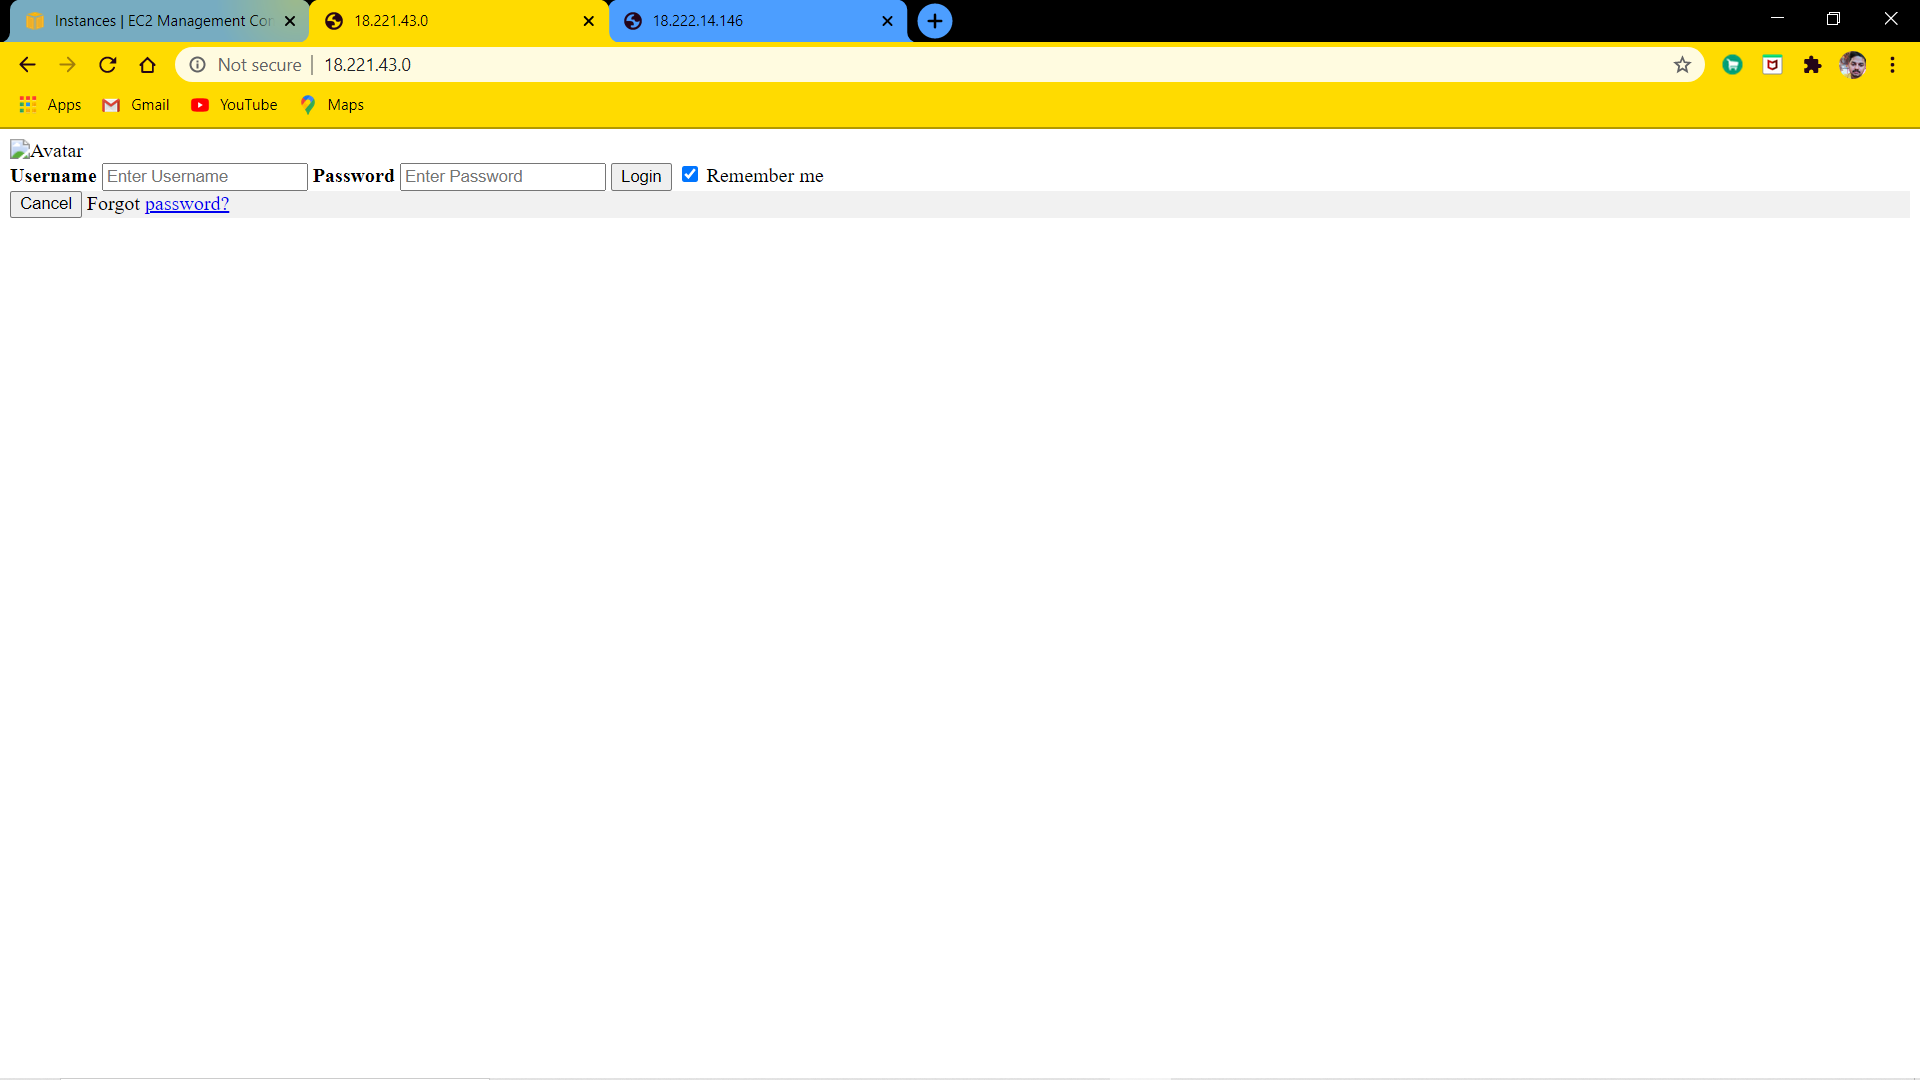 Instances | EC2 Management Con
18.221.43.0
18.222.14.146
Not secure | 18.221.43.0
Apps Gmail YouTube Maps
Avatar
Username Enter Username Password Enter Password Login Remember me
Cancel Forgot password?